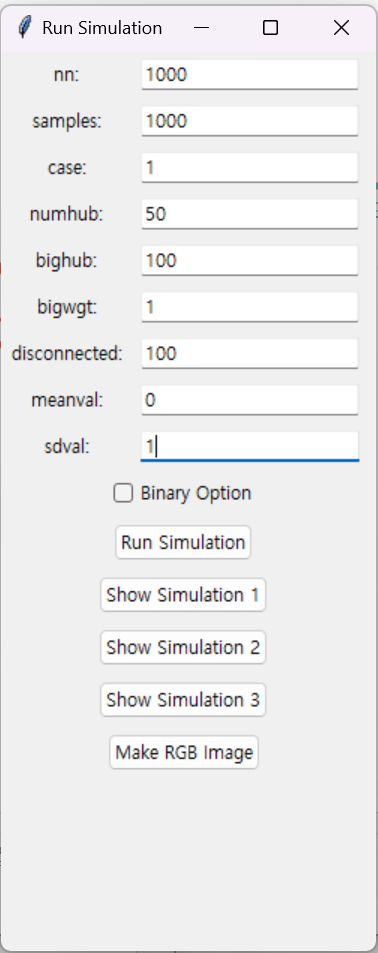 Run Simulation
nn: 1000
samples: 1000
case: 1
numhub: 50
bighub: 100
bigwgt: 1
disconnected: 100
meanval: 0
sdval: 1
Binary Option
Run Simulation
Show Simulation 1
Show Simulation 2
Show Simulation 3
Make RGB Image